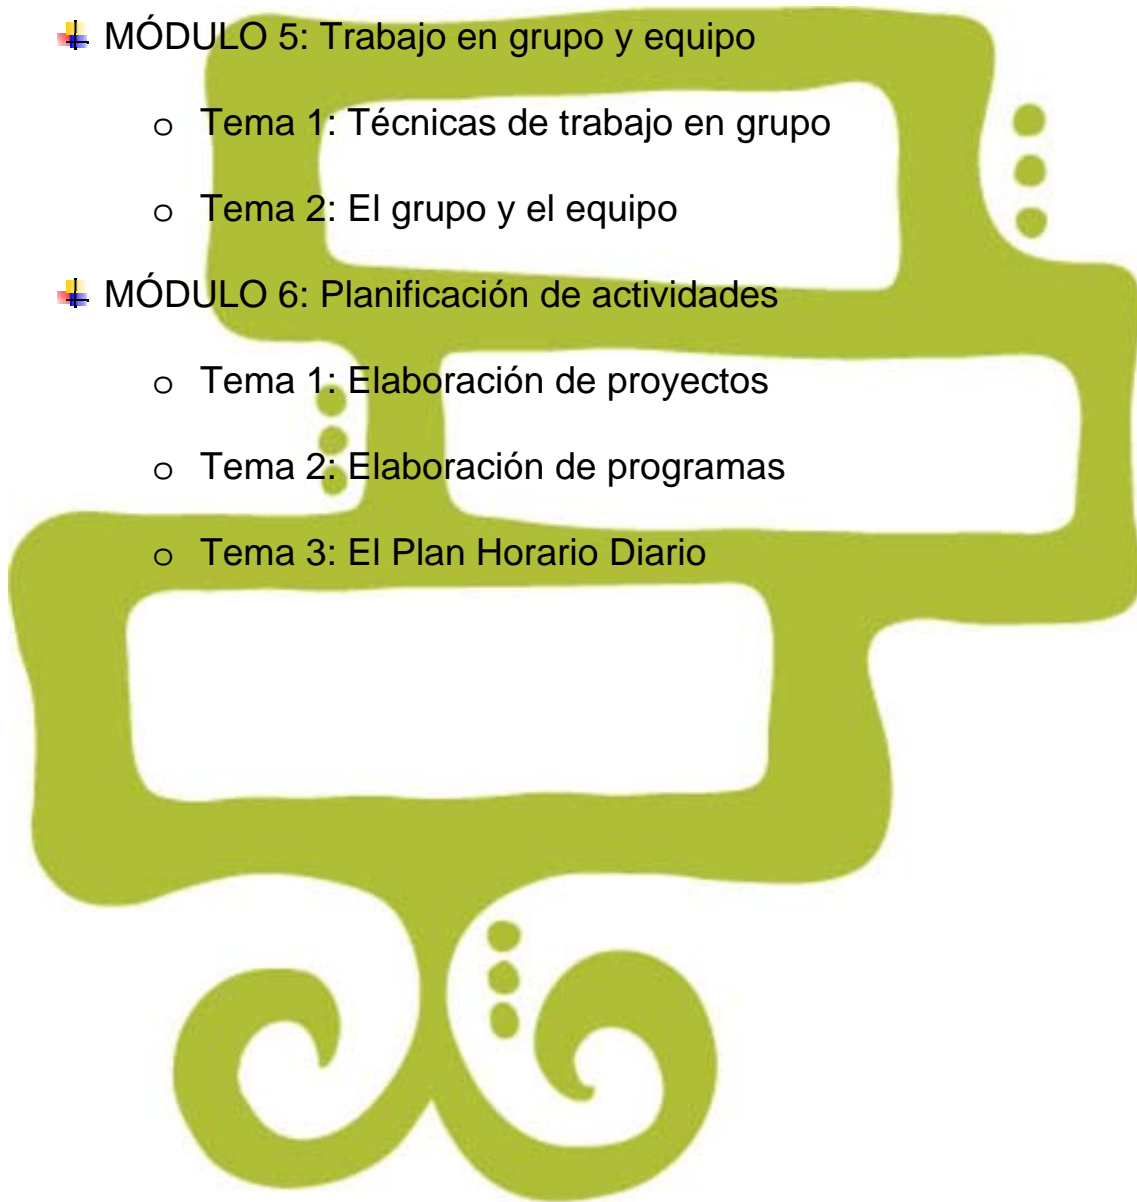 MÓDULO 5: Trabajo en grupo y equipo
o Tema 1: Técnicas de trabajo en grupo
o Tema 2: El grupo y el equipo
MÓDULO 6: Planificación de actividades
o Tema 1: Elaboración de proyectos
o Tema 2: Elaboración de programas
o Tema 3: El Plan Horario Diario